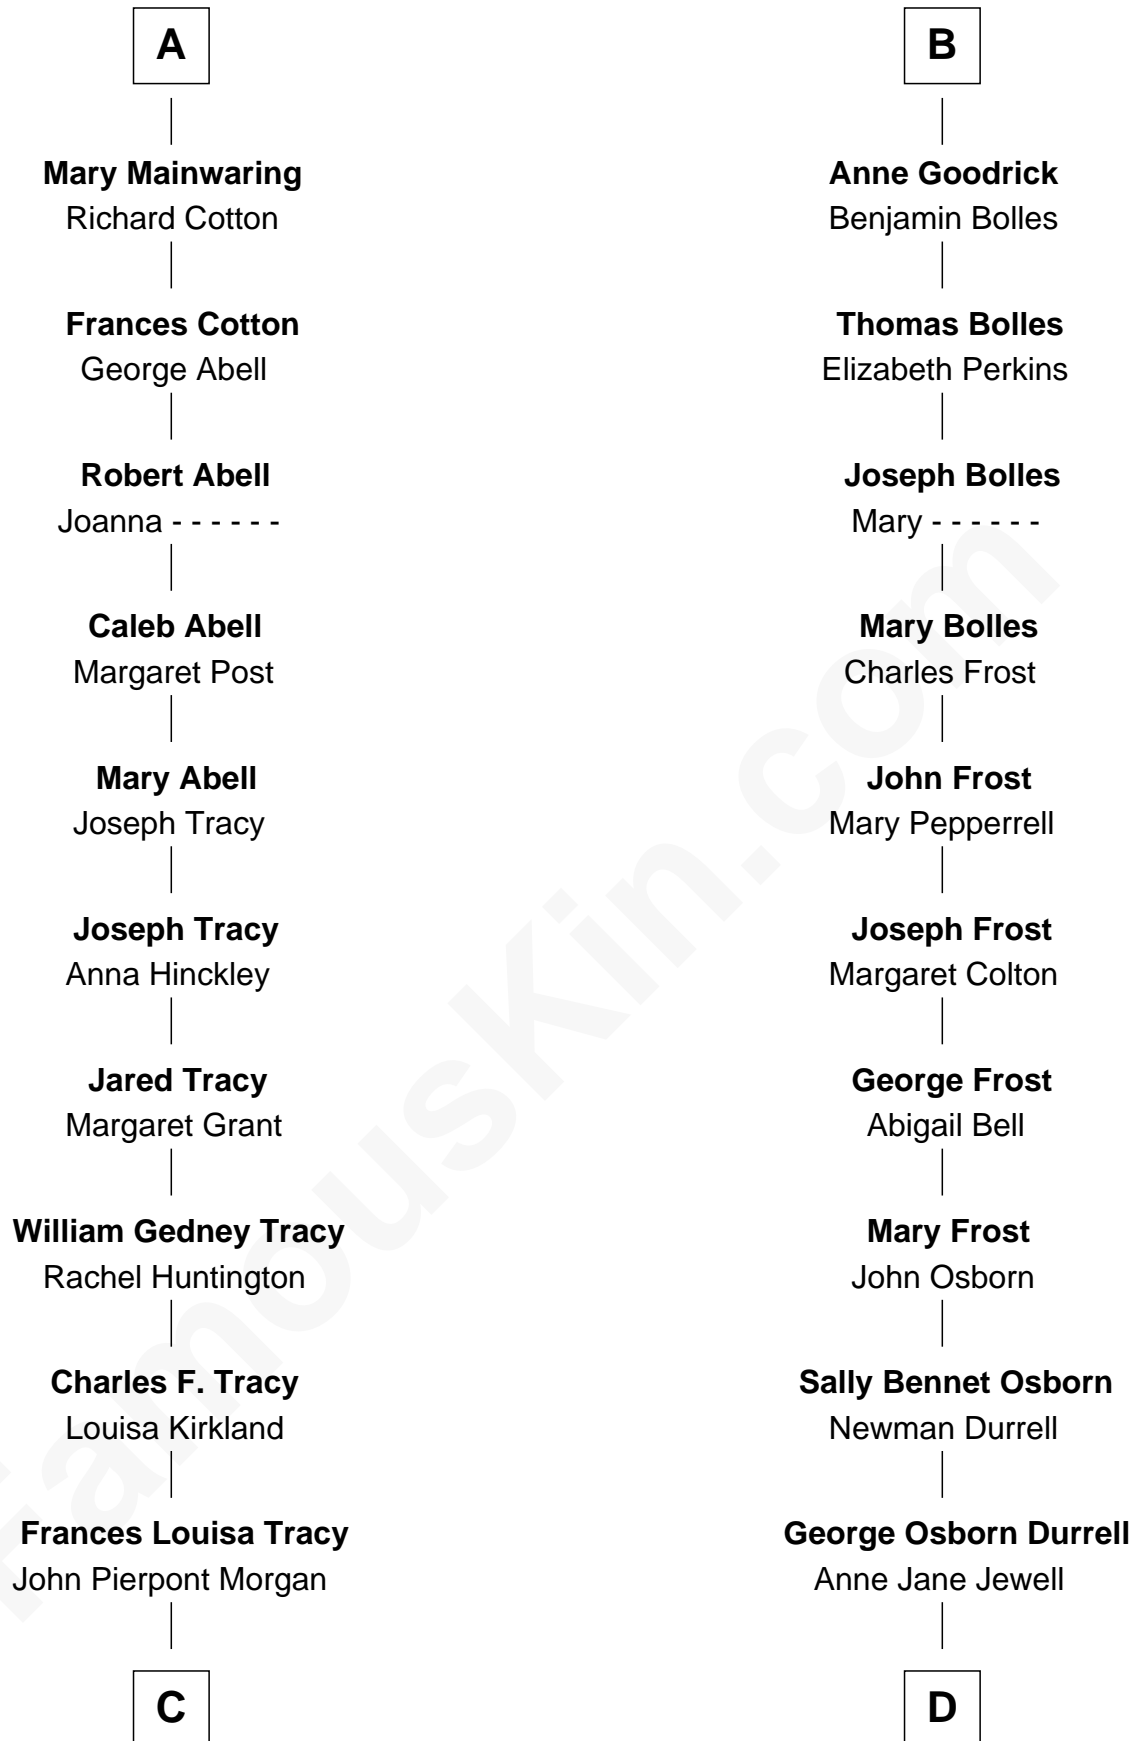 A
Mary Mainwaring
Richard Cotton
Frances Cotton
George Abell
Robert Abell
Joanna - - - - - -
Caleb Abell
Margaret Post
Mary Abell
Joseph Tracy
Joseph Tracy
Anna Hinckley
Jared Tracy
Margaret Grant
William Gedney Tracy
Rachel Huntington
Charles F. Tracy
Louisa Kirkland
Frances Louisa Tracy
John Pierpont Morgan
C
B
Anne Goodrick
Benjamin Bolles
Thomas Bolles
Elizabeth Perkins
Joseph Bolles
Mary - - - - - -
Mary Bolles
Charles Frost
John Frost
Mary Pepperrell
Joseph Frost
Margaret Colton
George Frost
Abigail Bell
Mary Frost
John Osborn
Sally Bennet Osborn
Newman Durrell
George Osborn Durrell
Anne Jane Jewell
D
FamousKin.com